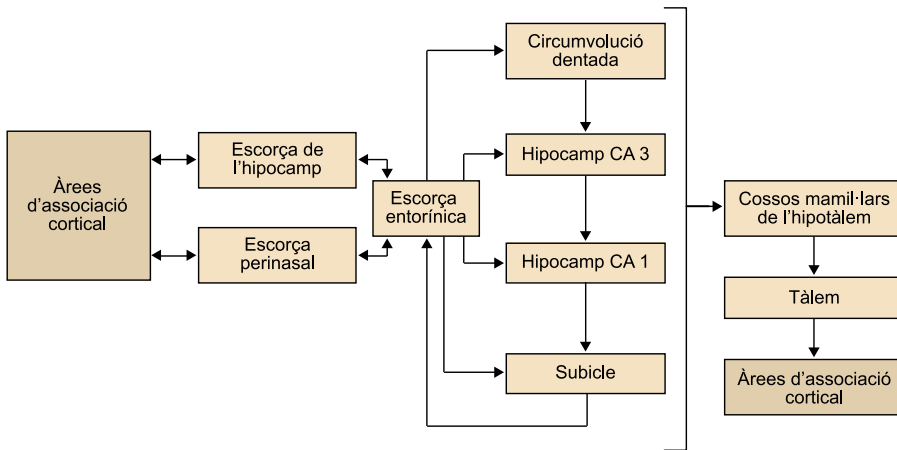 Àrees
d’associació
cortical
Escorça de
l’hipocamp
Escorça
perinasal
Escorça
entorínica
Circumvolució
dentada
Hipocamp CA 3
Hipocamp CA 1
Subicle
Cossos mamil·lars
de l’hipotàlem
Tàlem
Àrees d’associació
cortical